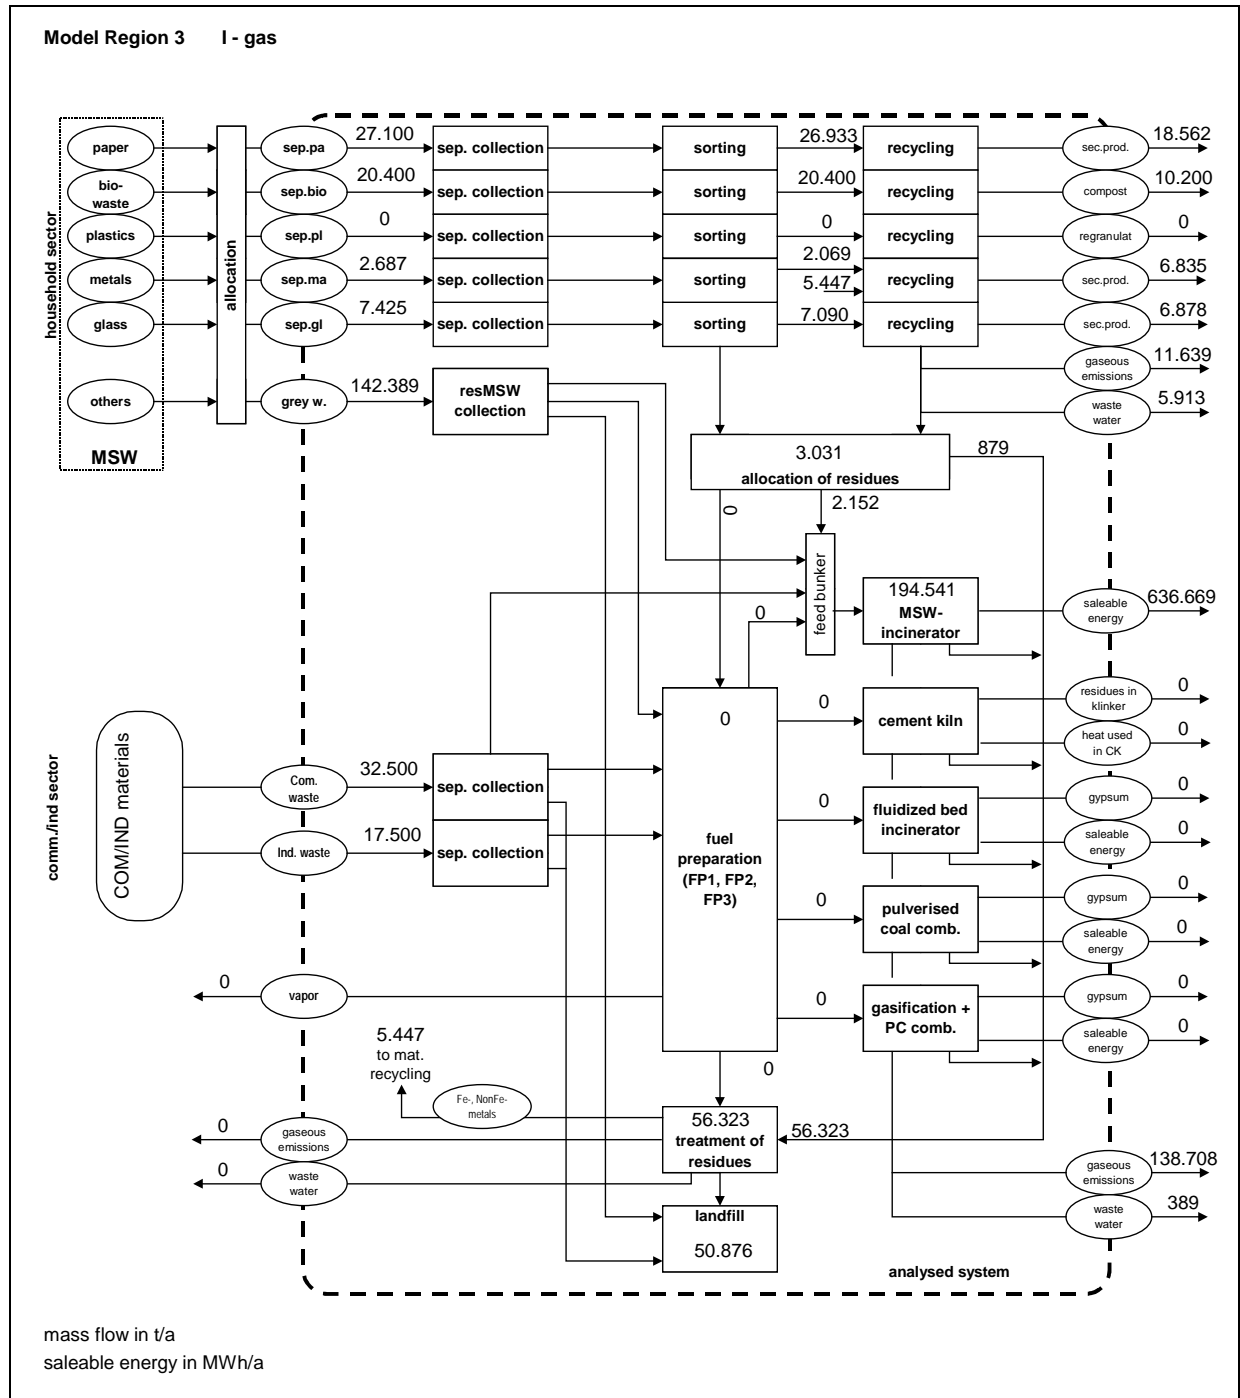 Model Region 3 I - gas
household sector
paper
bio-
waste
plastics
metals
glass
others
MSW
allocation
sep.pa
27.100
sep. collection
sorting
26.933
recycling
sec.prod.
18.562
sep.bio
20.400
sep. collection
sorting
20.400
recycling
compost
10.200
sep.pl
0
sep. collection
sorting
0
recycling
regranulat
0
sep.ma
2.687
sep. collection
sorting
2.069
5.447
recycling
sec.prod.
6.835
sep.gl
7.425
sep. collection
sorting
7.090
recycling
sec.prod.
6.878
gaseous
emissions
11.639
waste
water
5.913
grey w.
142.389
resMSW
collection
3.031
allocation of residues
879
0
2.152
feed bunker
0
194.541
MSW-
incinerator
saleable
energy
636.669
comm./ind sector
COM/IND materials
Com.
waste
32.500
sep. collection
Ind. waste
17.500
sep. collection
0
fuel
preparation
(FP1, FP2,
FP3)
0
cement kiln
residues in
klinker
0
heat used
in CK
0
0
fluidized bed
incinerator
gypsum
0
saleable
energy
0
0
pulverised
coal comb.
gypsum
0
saleable
energy
0
0
gasification +
PC comb.
gypsum
0
saleable
energy
0
0
vapor
5.447
to mat.
recycling
Fe-, NonFe-
metals
0
0
gaseous
emissions
56.323
treatment of
residues
56.323
0
waste
water
landfill
50.876
gaseous
emissions
138.708
waste
water
389
analysed system
mass flow in t/a
saleable energy in MWh/a